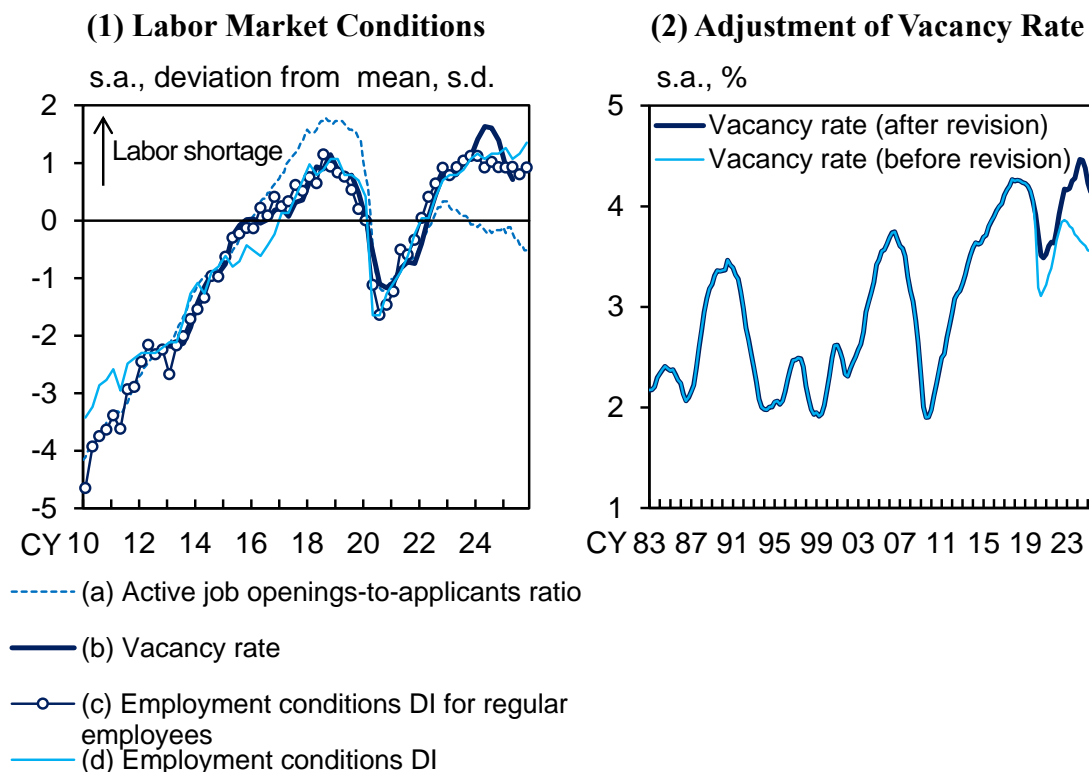 (1) Labor Market Conditions
s.a., deviation from mean, s.d.
2
1
0
-1
-2
-3
-4
-5
Labor shortage
CY 10 12 14 16 18 20 22 24
(a) Active job openings-to-applicants ratio
(b) Vacancy rate
(c) Employment conditions DI for regular
employees
(d) Employment conditions DI
(2) Adjustment of Vacancy Rate
s.a., %
5
4
3
2
1
Vacancy rate (after revision)
Vacancy rate (before revision)
CY 83 87 91 95 99 03 07 11 15 19 23